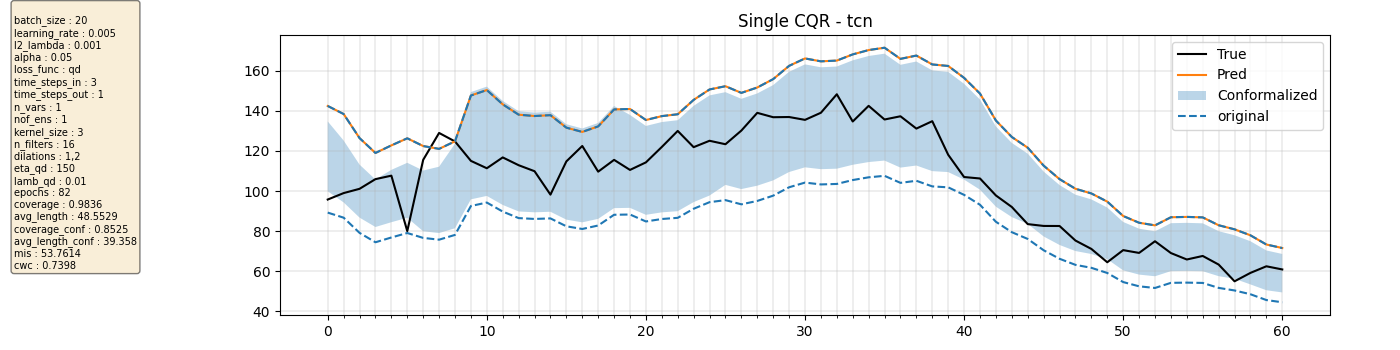 batch_size : 20
learning_rate : 0.005
l2_lambda : 0.001
alpha : 0.05
loss_func : qd
time_steps_in : 3
time_steps_out : 1
n_vars : 1
nof_ens : 1
kernel_size : 3
n_filters : 16
dilations : 1,2
eta_qd : 150
lamb_qd : 0.01
epochs : 82
coverage : 0.9836
avg_length : 48.5529
coverage_conf : 0.8525
avg_length_conf : 39.358
mis : 53.7614
cwc : 0.7398
Single CQR - tcn
True
Pred
Conformalized
original
160
140
120
100
80
60
40
0 10 20 30 40 50 60